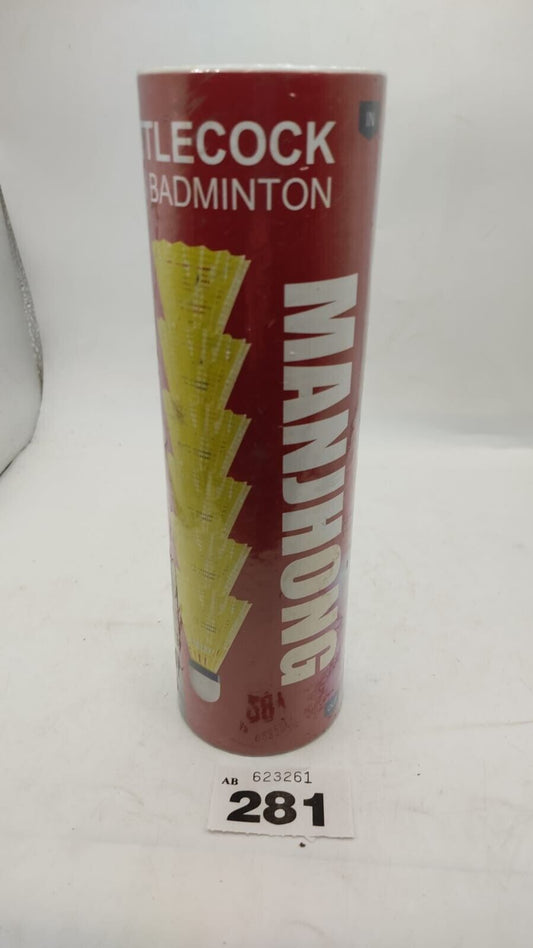 TLECOCK
BADMINTON
MANJHONG
AB 623261
281